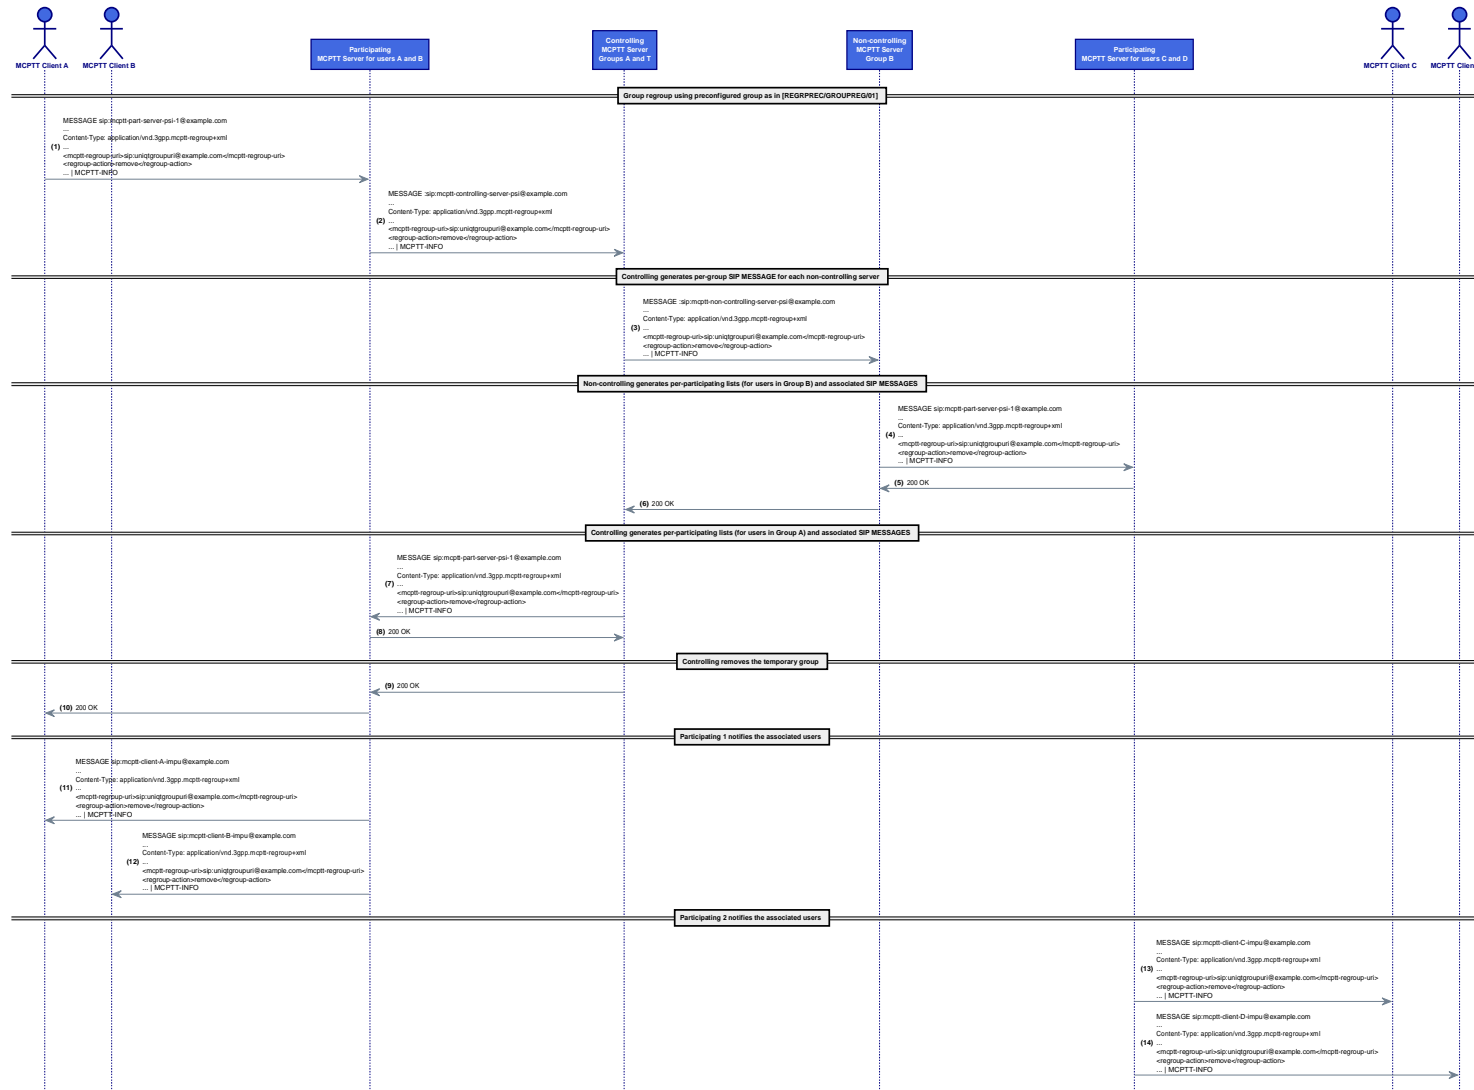 MCPTT Client A
MCPTT Client B
Participating
MCPTT Server for users A and B
Controlling
MCPTT Server
Groups A and T
Non-controlling
MCPTT Server
Group B
Participating
MCPTT Server for users C and D
MCPTT Client C
MCPTT Clien
Group regroup using preconfigured group as in [REGRPREC/GROUPREG/01]
MESSAGE sip:mcptt-part-server-psi-1@example.com
...
Content-Type: application/vnd.3gpp.mcptt-regroup+xml
(1) ...
<mcptt-regroup-uri>sip:uniqtgroupuri@example.com</mcptt-regroup-uri>
<regroup-action>remove</regroup-action>
... | MCPTT-INFO
MESSAGE :sip:mcptt-controlling-server-psi@example.com
...
Content-Type: application/vnd.3gpp.mcptt-regroup+xml
(2) ...
<mcptt-regroup-uri>sip:uniqtgroupuri@example.com</mcptt-regroup-uri>
<regroup-action>remove</regroup-action>
... | MCPTT-INFO
Controlling generates per-group SIP MESSAGE for each non-controlling server
MESSAGE :sip:mcptt-non-controlling-server-psi@example.com
...
Content-Type: application/vnd.3gpp.mcptt-regroup+xml
(3) ...
<mcptt-regroup-uri>sip:uniqtgroupuri@example.com</mcptt-regroup-uri>
<regroup-action>remove</regroup-action>
... | MCPTT-INFO
Non-controlling generates per-participating lists (for users in Group B) and associated SIP MESSAGES
MESSAGE sip:mcptt-part-server-psi-1@example.com
...
Content-Type: application/vnd.3gpp.mcptt-regroup+xml
(4) ...
<mcptt-regroup-uri>sip:uniqtgroupuri@example.com</mcptt-regroup-uri>
<regroup-action>remove</regroup-action>
... | MCPTT-INFO
(5) 200 OK
(6) 200 OK
Controlling generates per-participating lists (for users in Group A) and associated SIP MESSAGES
MESSAGE sip:mcptt-part-server-psi-1@example.com
...
Content-Type: application/vnd.3gpp.mcptt-regroup+xml
(7) ...
<mcptt-regroup-uri>sip:uniqtgroupuri@example.com</mcptt-regroup-uri>
<regroup-action>remove</regroup-action>
... | MCPTT-INFO
(8) 200 OK
Controlling removes the temporary group
(9) 200 OK
(10) 200 OK
Participating 1 notifies the associated users
MESSAGE sip:mcptt-client-A-impu@example.com
...
Content-Type: application/vnd.3gpp.mcptt-regroup+xml
(11) ...
<mcptt-regroup-uri>sip:uniqtgroupuri@example.com</mcptt-regroup-uri>
<regroup-action>remove</regroup-action>
... | MCPTT-INFO
MESSAGE sip:mcptt-client-B-impu@example.com
...
Content-Type: application/vnd.3gpp.mcptt-regroup+xml
(12) ...
<mcptt-regroup-uri>sip:uniqtgroupuri@example.com</mcptt-regroup-uri>
<regroup-action>remove</regroup-action>
... | MCPTT-INFO
Participating 2 notifies the associated users
MESSAGE sip:mcptt-client-C-impu@example.com
...
Content-Type: application/vnd.3gpp.mcptt-regroup+xml
(13) ...
<mcptt-regroup-uri>sip:uniqtgroupuri@example.com</mcptt-regroup-uri>
<regroup-action>remove</regroup-action>
... | MCPTT-INFO
MESSAGE sip:mcptt-client-D-impu@example.com
...
Content-Type: application/vnd.3gpp.mcptt-regroup+xml
(14) ...
<mcptt-regroup-uri>sip:uniqtgroupuri@example.com</mcptt-regroup-uri>
<regroup-action>remove</regroup-action>
... | MCPTT-INFO